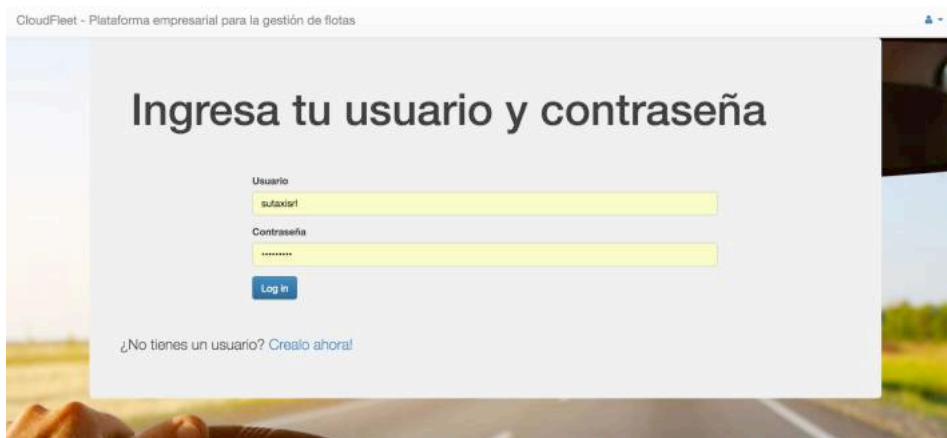 CloudFleet - Plataforma empresarial para la gestión de flotas
Ingresa tu usuario y contraseña
Usuario
sutaxisrl
Contraseña
•••••••••
Log in
¿No tienes un usuario? Crealo ahora!